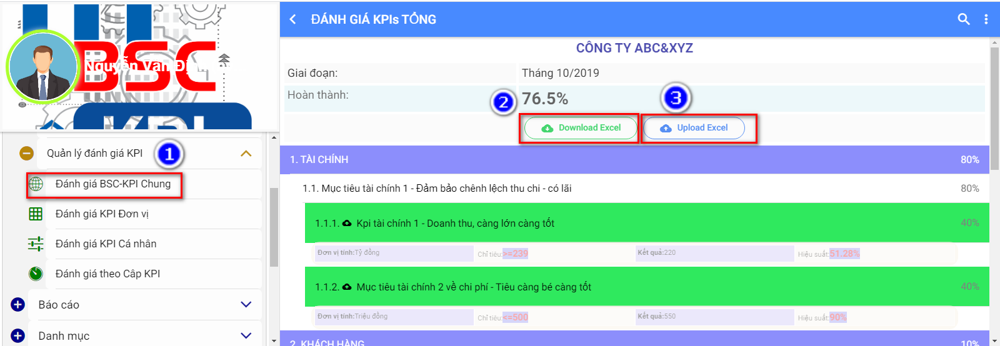 BSC
KPI
Nguyễn Văn Địn
Quản lý đánh giá KPI
1
Đánh giá BSC-KPI Chung
Đánh giá KPI Đơn vị
Đánh giá KPI Cá nhân
Đánh giá theo Câp KPI
Báo cáo
Danh mục
ĐÁNH GIÁ KPIs TỔNG
CÔNG TY ABC&XYZ
Giai đoạn: Tháng 10/2019
Hoàn thành: 76.5%
2
3
Download Excel Upload Excel
1. TÀI CHÍNH 80%
1.1. Mục tiêu tài chính 1 - Đảm bảo chênh lệch thu chi - có lãi 80%
1.1.1. Kpi tài chính 1 - Doanh thu, càng lớn càng tốt 40%
Đơn vị tính:Tỷ đồng Chỉ tiêu:>=239 Kết quả:220 Hiệu suất:51.28%
1.1.2. Mục tiêu tài chính 2 về chi phí - Tiêu càng bé càng tốt 40%
Đơn vị tính:Triệu đồng Chỉ tiêu:<=500 Kết quả:550 Hiệu suất:90%
2. KHÁCH HÀNG 10%